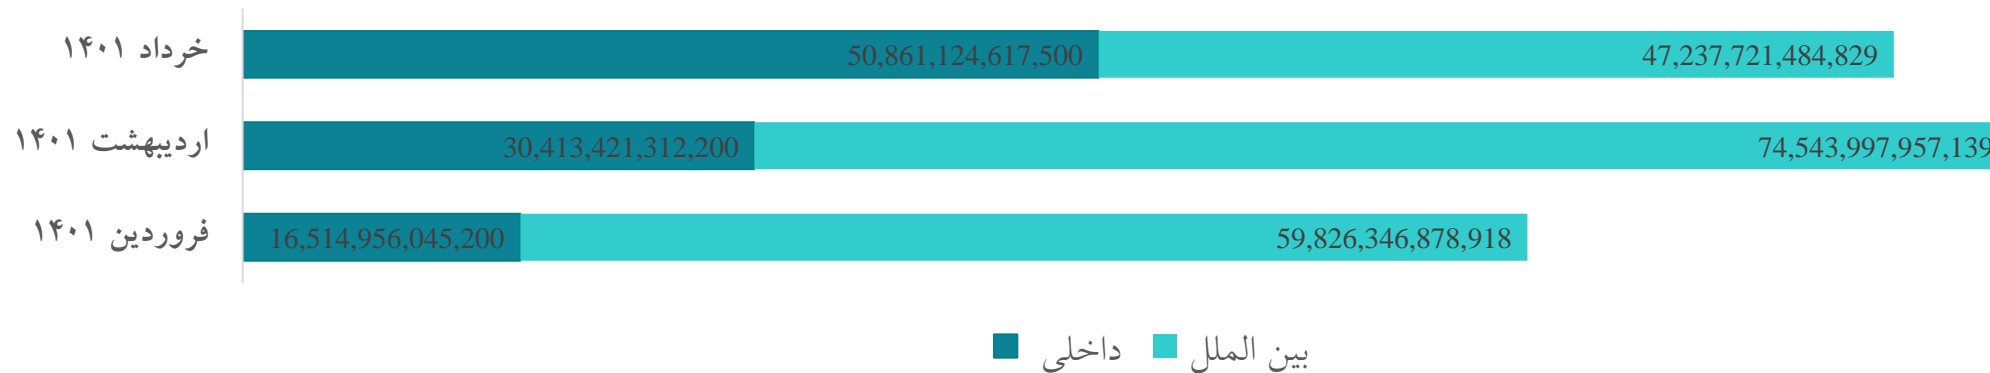 خرداد ۱۴۰۱
50,861,124,617,500
47,237,721,484,829
اردیبهشت ۱۴۰۱
30,413,421,312,200
74,543,997,957,139
فروردین ۱۴۰۱
16,514,956,045,200
59,826,346,878,918
داخلی
بین الملل